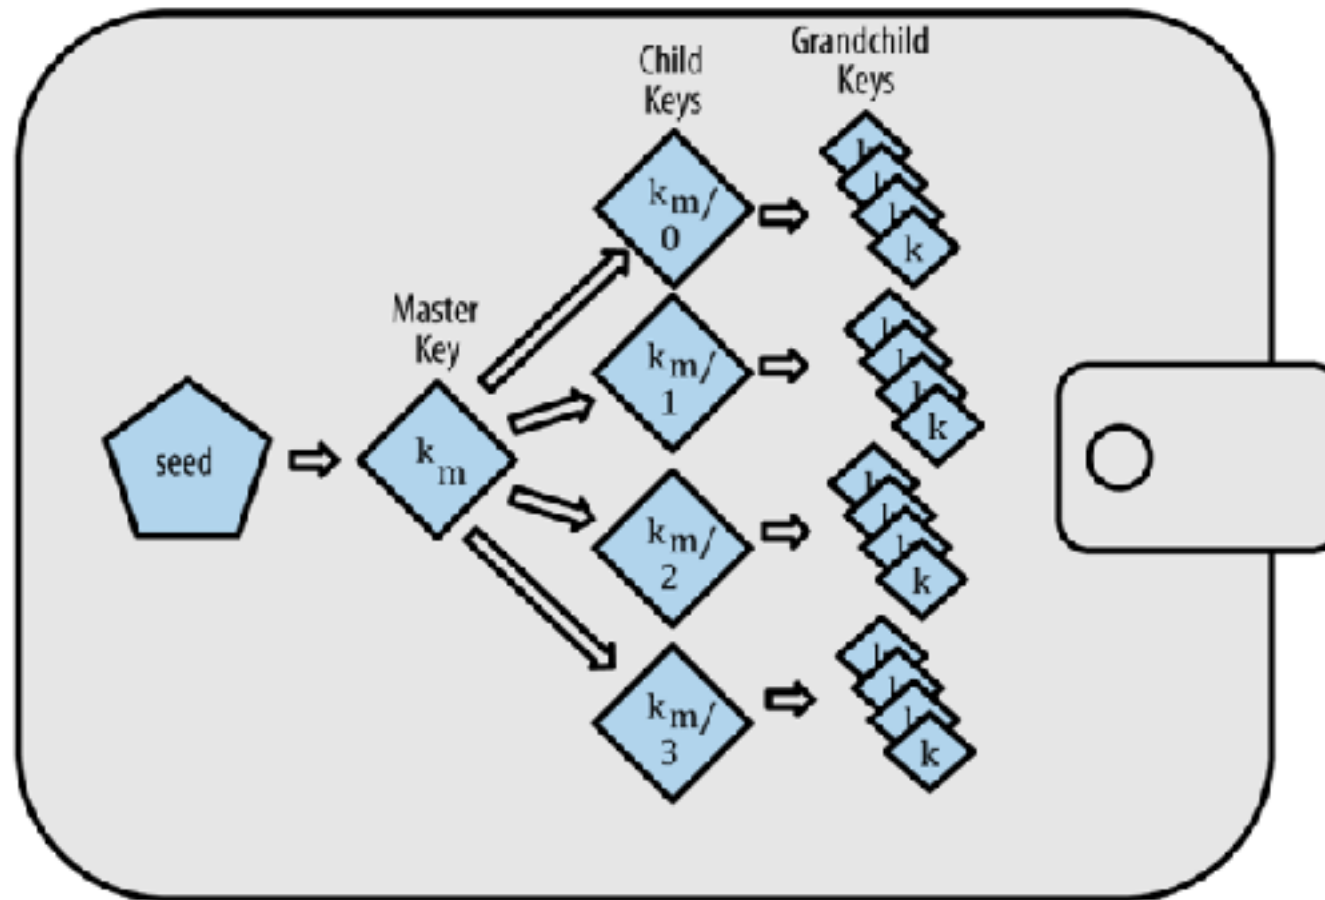 Grandchild
Keys
Child
Keys
Master
Key
seed
k m
k m/
0
k m/
1
k m/
2
k m/
3
k
k
k
k